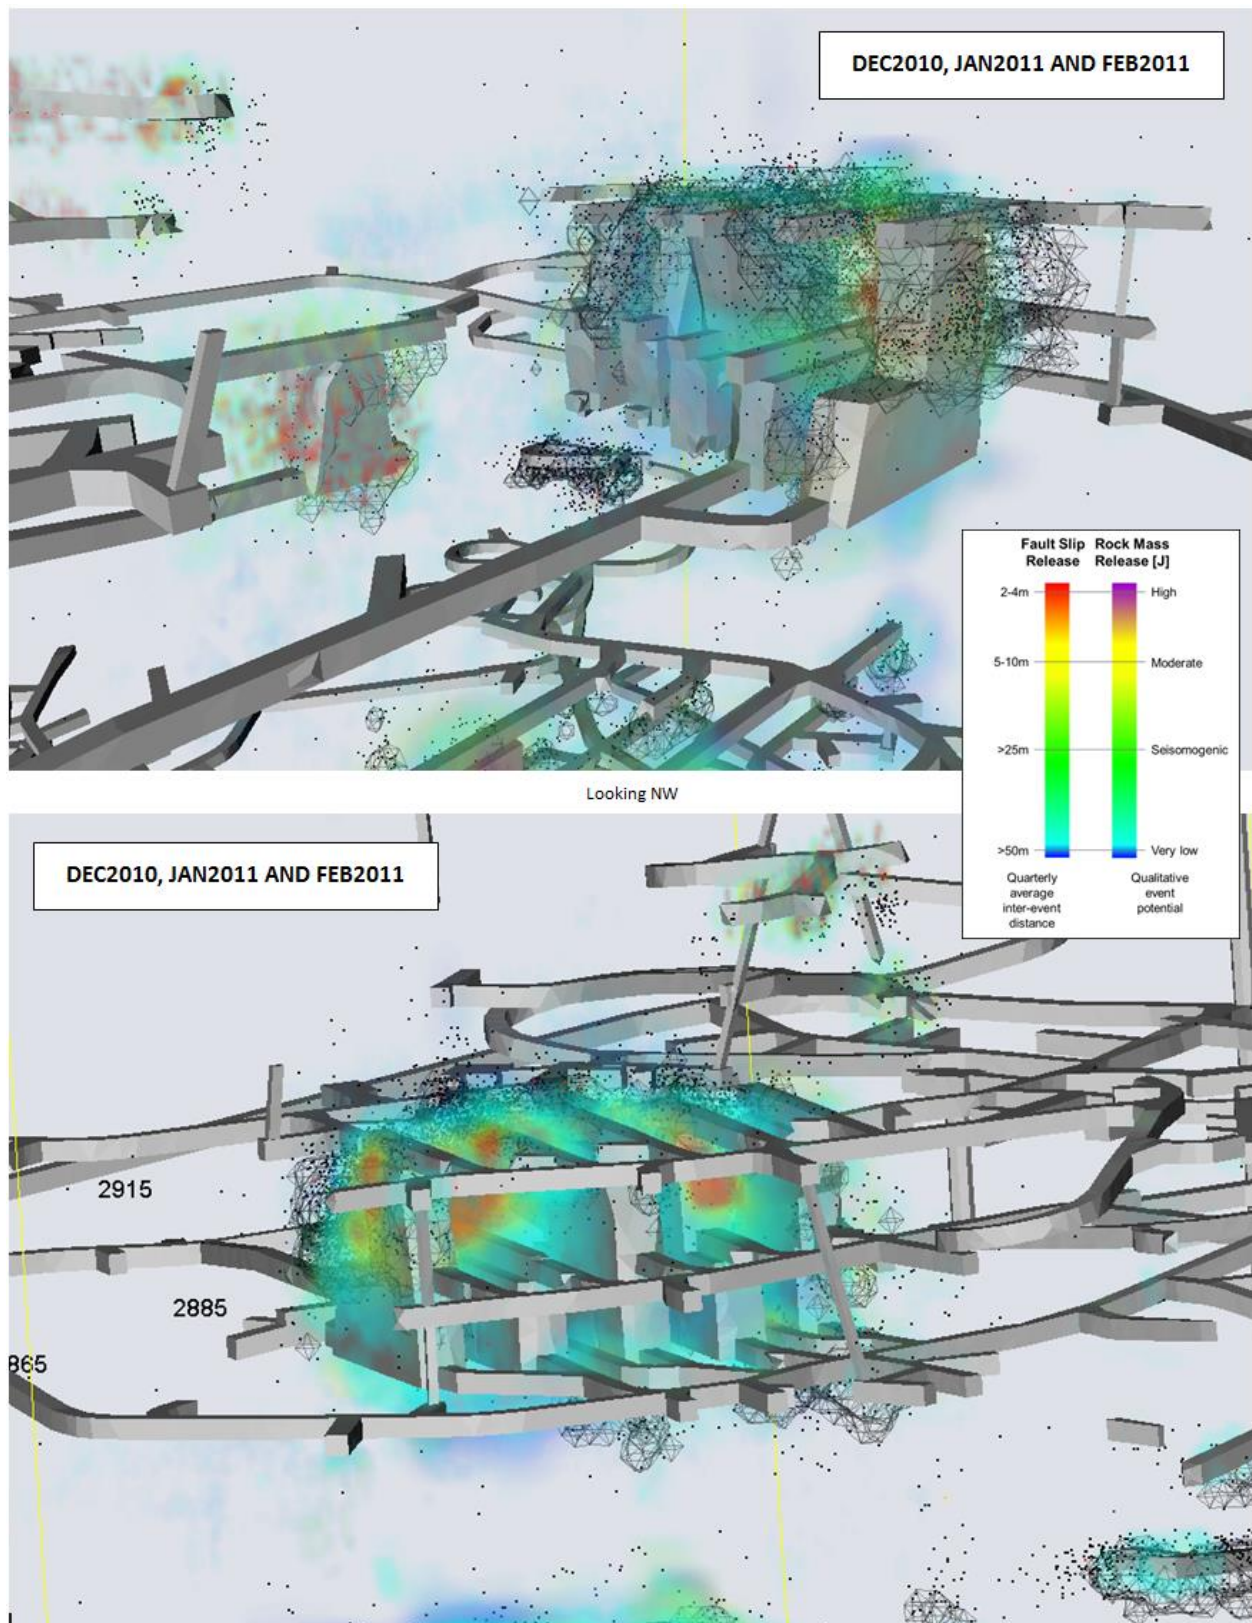 DEC2010, JAN2011 AND FEB2011
Fault Slip Rock Mass
Release Release [J]
2-4m High
5-10m Moderate
>25m Seisomogenic
>50m Very low
Quarterly Qualitative
average event
inter-event potential
distance
Looking NW
DEC2010, JAN2011 AND FEB2011
2915
2885
865